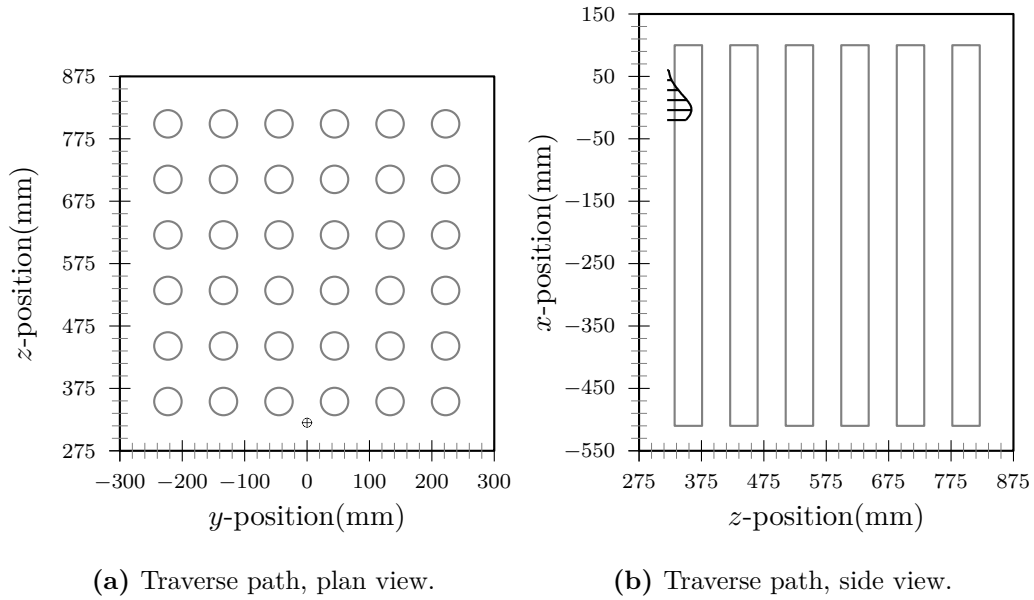 875
775
675
575
475
375
275
−300 −200 −100 0 100 200 300
z-position(mm)
y-position(mm)
(a) Traverse path, plan view.
150
50
−50
−150
−250
−350
−450
−550
275 375 475 575 675 775 875
x-position(mm)
z-position(mm)
(b) Traverse path, side view.